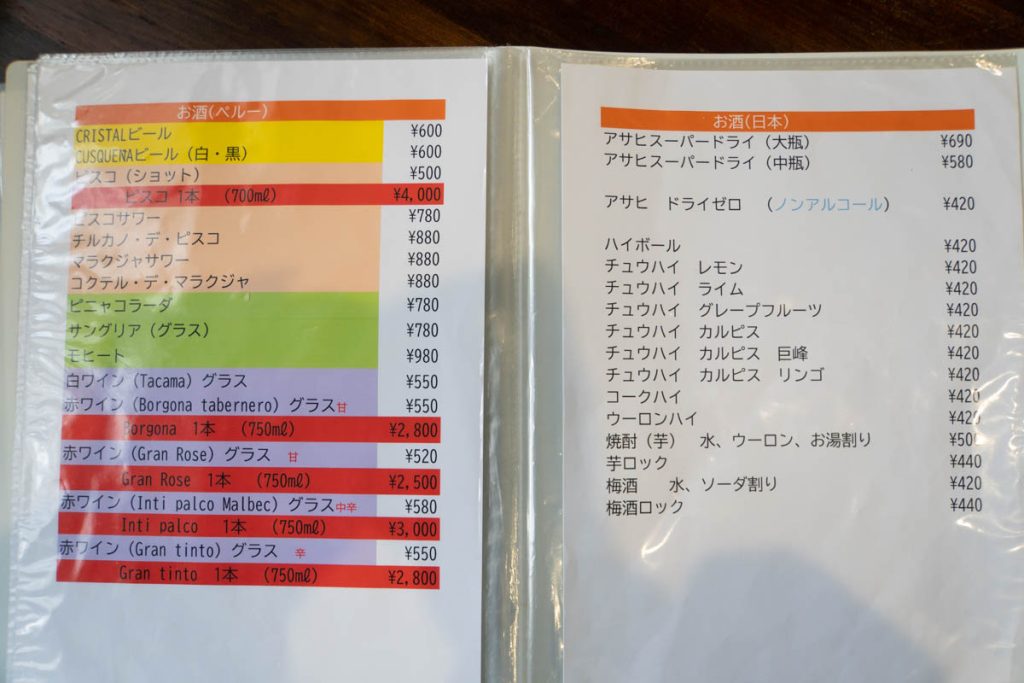 お酒(ペルー)
CRISTALビール ¥600
CUSQUENAビール(白・黒) ¥600
ピスコ(ショット) ¥500
ピスコ 1本 (700mℓ) ¥4,000
ピスコサワー ¥780
チルカノ・デ・ピスコ ¥880
マラクジャサワー ¥880
コクテル・デ・マラクジャ ¥880
ピニャコラーダ ¥780
サングリア(グラス) ¥780
モヒート ¥980
白ワイン(Tacama)グラス ¥550
赤ワイン(Borgona tabernero)グラス甘 ¥550
Borgona 1本 (750mℓ) ¥2,800
赤ワイン(Gran Rose)グラス 甘 ¥520
Gran Rose 1本 (750mℓ) ¥2,500
赤ワイン(Inti palco Malbec)グラス中辛 ¥580
Inti palco 1本 (750mℓ) ¥3,000
赤ワイン(Gran tinto)グラス 辛 ¥550
Gran tinto 1本 (750mℓ) ¥2,800
お酒(日本)
アサヒスーパードライ(大瓶) ¥690
アサヒスーパードライ(中瓶) ¥580
アサヒ ドライゼロ (ノンアルコール) ¥420
ハイボール ¥420
チュウハイ レモン ¥420
チュウハイ ライム ¥420
チュウハイ グレープフルーツ ¥420
チュウハイ カルピス ¥420
チュウハイ カルピス 巨峰 ¥420
チュウハイ カルピス リンゴ ¥420
コークハイ ¥420
ウーロンハイ ¥420
焼酎(芋) 水、ウーロン、お湯割り ¥500
芋ロック ¥440
梅酒 水、ソーダ割り ¥420
梅酒ロック ¥440